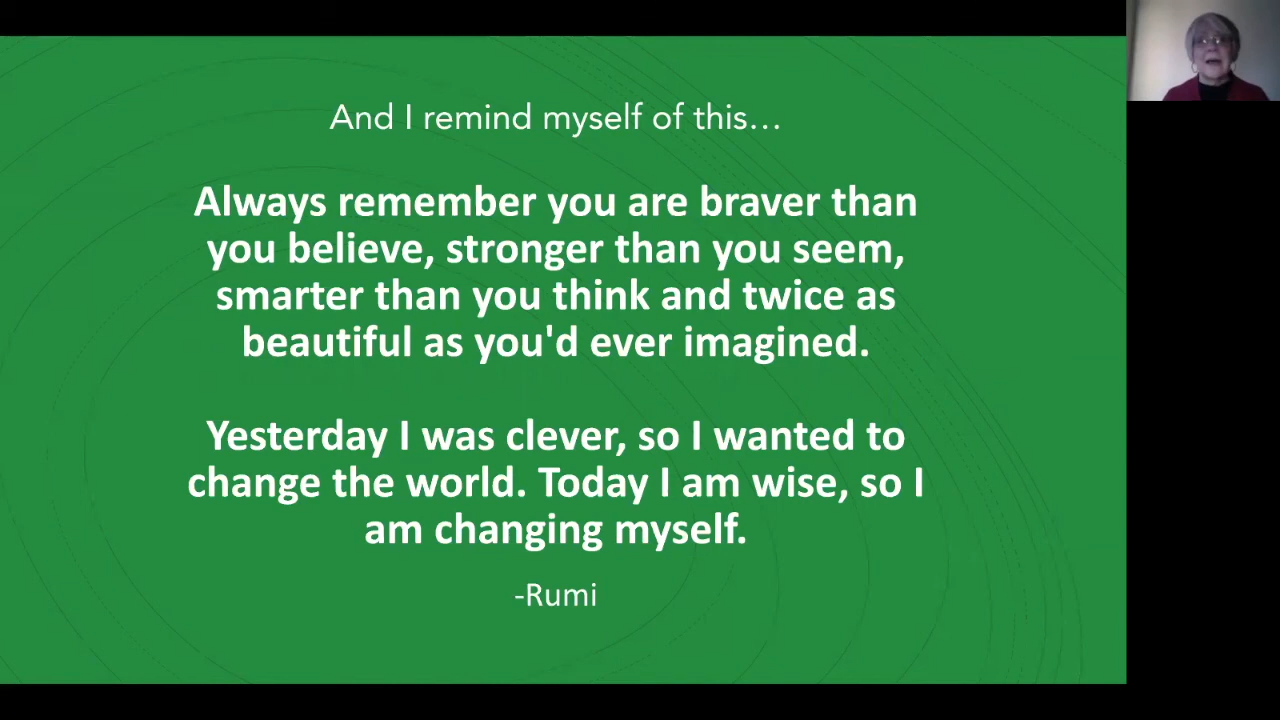 And I remind myself of this…
Always remember you are braver than
you believe, stronger than you seem,
smarter than you think and twice as
beautiful as you'd ever imagined.
Yesterday I was clever, so I wanted to
change the world. Today I am wise, so I
am changing myself.
-Rumi